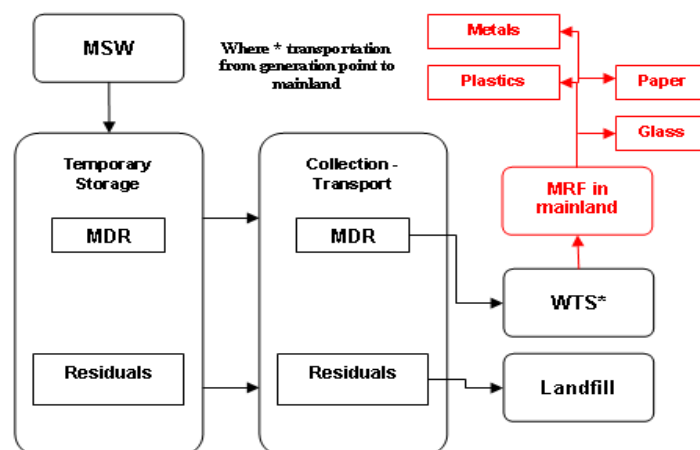 MSW
Where * transportation
from generation point to
mainland
Metals
Plastics
Paper
Glass
Temporary
Storage
MDR
Residuals
Collection -
Transport
MDR
Residuals
MRF in
mainland
WTS*
Landfill